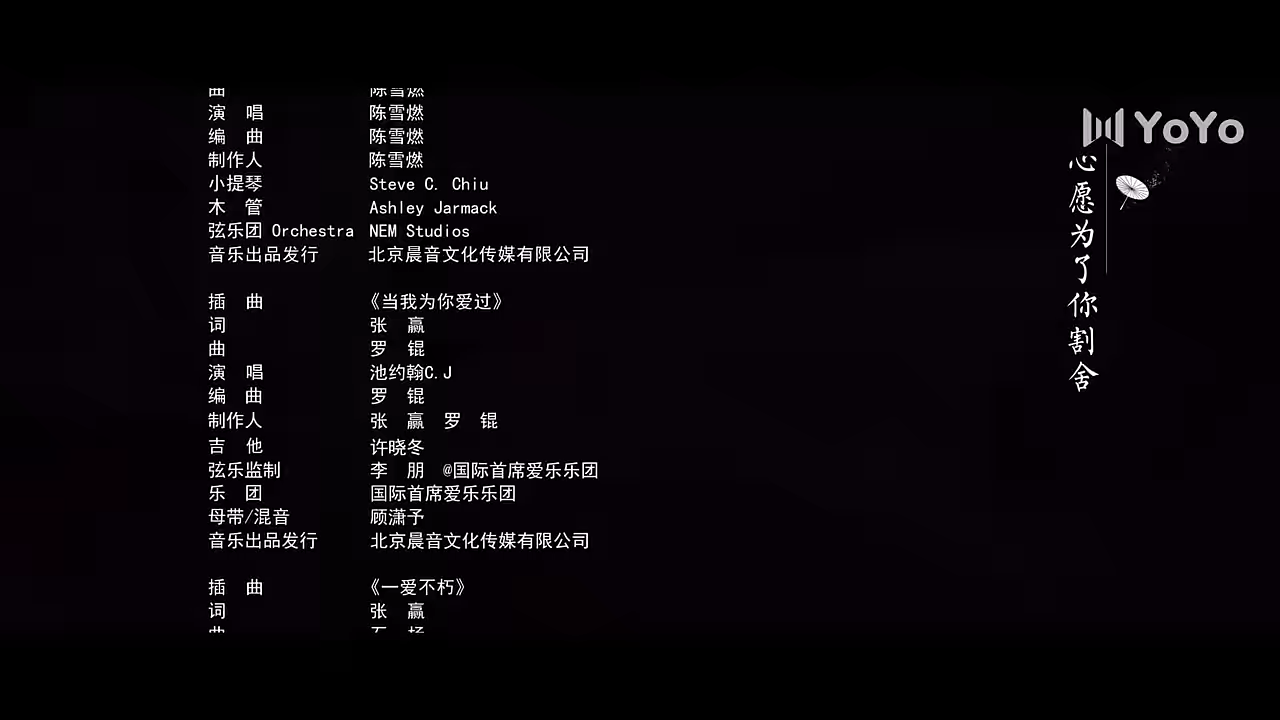 曲 陈雪燃
演 唱 陈雪燃
编 曲 陈雪燃
制作人 陈雪燃
小提琴 Steve C. Chiu
木 管 Ashley Jarmack
弦乐团 Orchestra NEM Studios
音乐出品发行 北京晨音文化传媒有限公司
插 曲 《当我为你爱过》
词 张 赢
曲 罗 锟
演 唱 池约翰C.J
编 曲 罗 锟
制作人 张 赢 罗 锟
吉 他 许晓冬
弦乐监制 李 朋 @国际首席爱乐乐团
乐 团 国际首席爱乐乐团
母带/混音 顾潇予
音乐出品发行 北京晨音文化传媒有限公司
插 曲 《一爱不朽》
词 张 赢
曲
YoYo
心愿为了你割舍